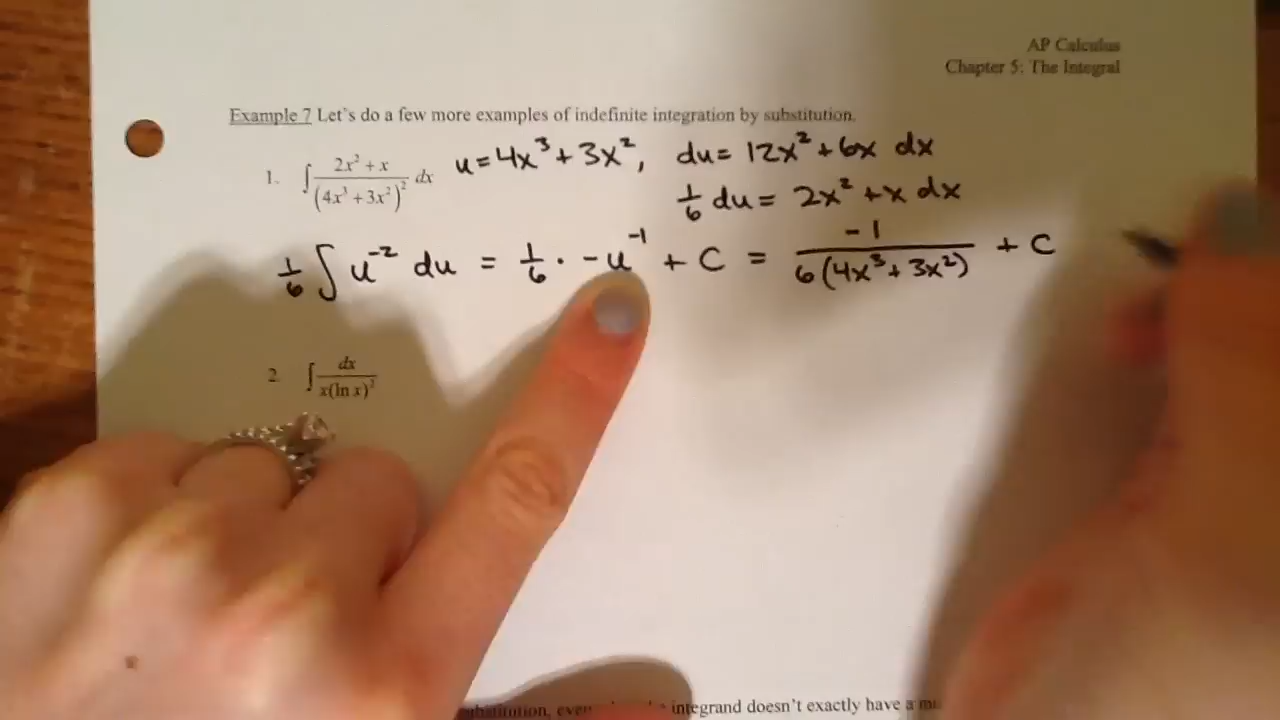 AP Calculus
Chapter 5: The Integral
Example 7 Let's do a few more examples of indefinite integration by substitution.
1. ∫ (2x² + x)/(4x³ + 3x²)² dx u = 4x³ + 3x², du = 12x² + 6x dx
1/6 du = 2x² + x dx
1/6 ∫ u⁻² du = 1/6 · -u⁻¹ + C = -1/(6(4x³ + 3x²)) + C
2. ∫ dx/(x(ln x)²)
substitution, even integrand doesn't exactly have a